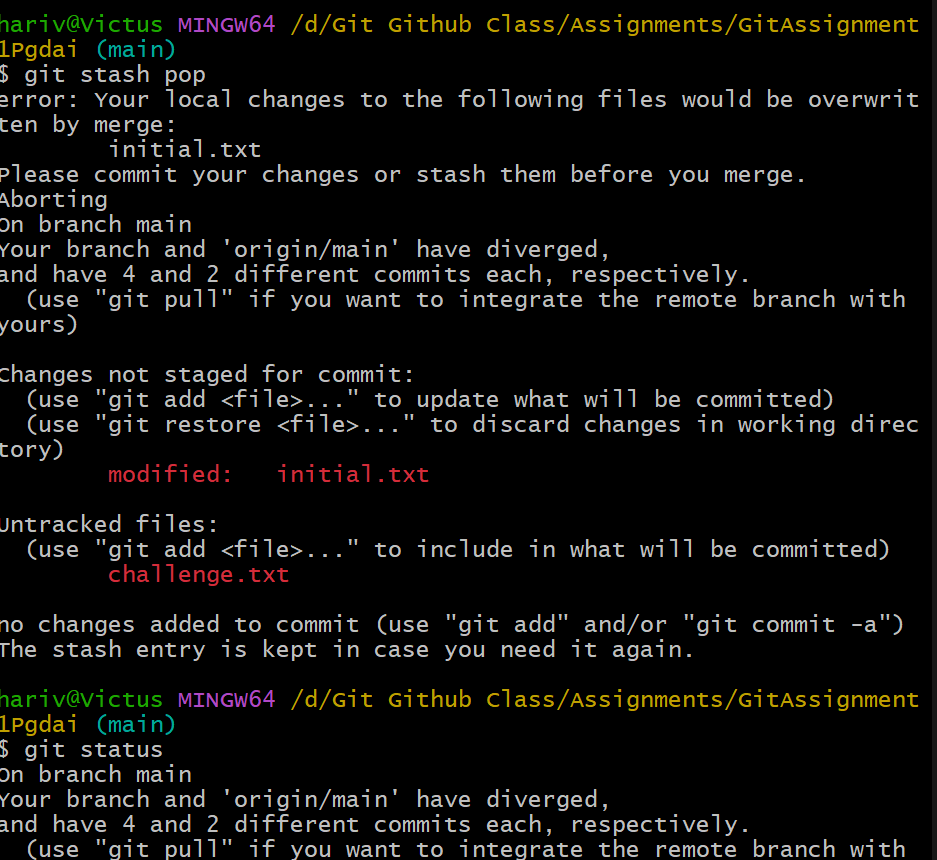 hariv@Victus MINGW64 /d/Git Github Class/Assignments/GitAssignment
1Pgdai (main)
$ git stash pop
error: Your local changes to the following files would be overwrit
ten by merge:
        initial.txt
Please commit your changes or stash them before you merge.
Aborting
On branch main
Your branch and 'origin/main' have diverged,
and have 4 and 2 different commits each, respectively.
  (use "git pull" if you want to integrate the remote branch with
yours)

Changes not staged for commit:
  (use "git add <file>..." to update what will be committed)
  (use "git restore <file>..." to discard changes in working direc
tory)
        modified:   initial.txt

Untracked files:
  (use "git add <file>..." to include in what will be committed)
        challenge.txt

no changes added to commit (use "git add" and/or "git commit -a")
The stash entry is kept in case you need it again.

hariv@Victus MINGW64 /d/Git Github Class/Assignments/GitAssignment
1Pgdai (main)
$ git status
On branch main
Your branch and 'origin/main' have diverged,
and have 4 and 2 different commits each, respectively.
  (use "git pull" if you want to integrate the remote branch with